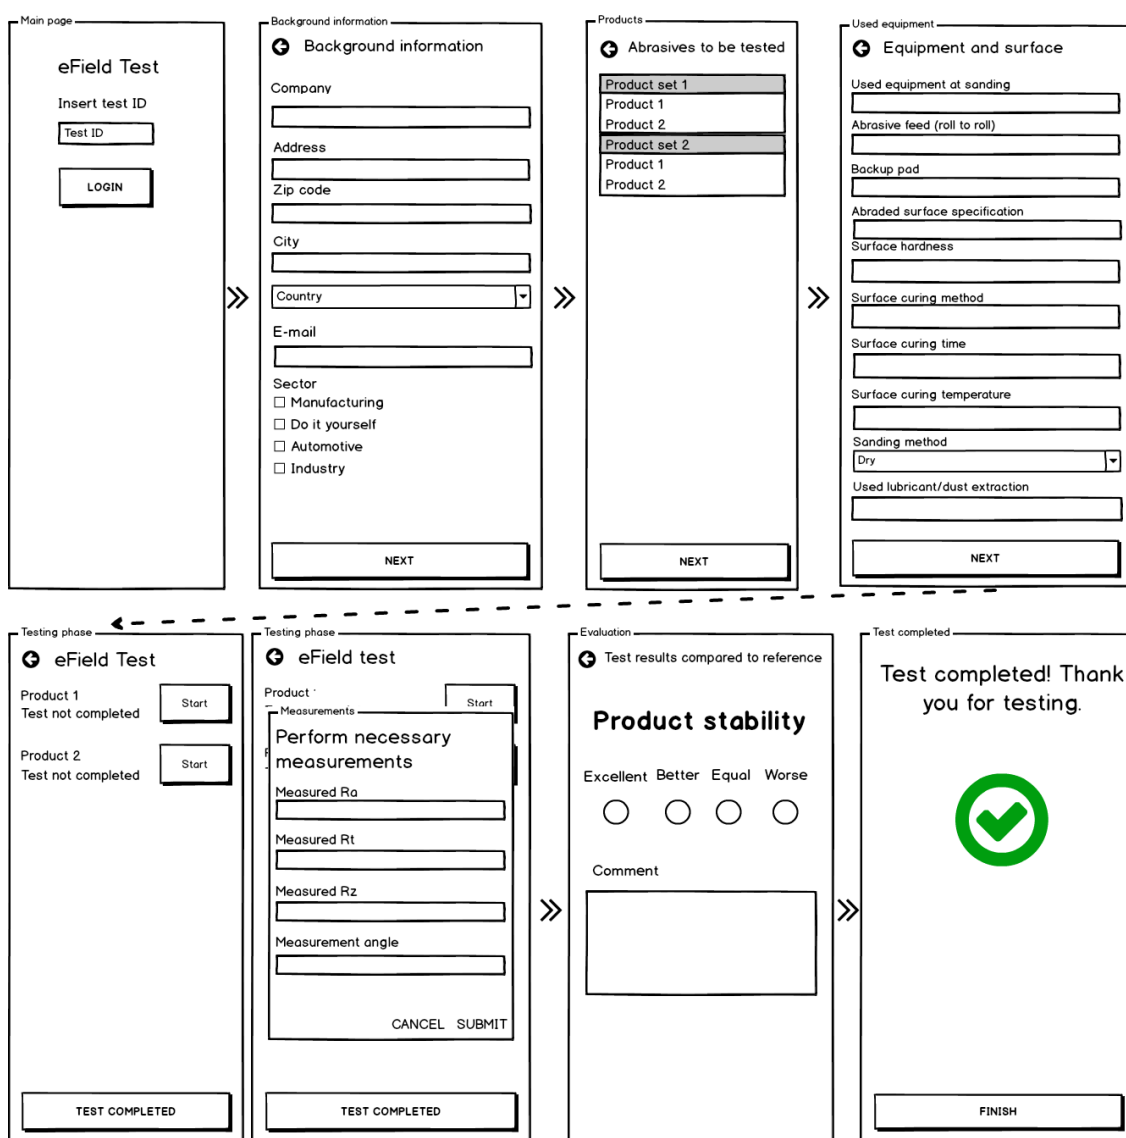 Main page
eField Test
Insert test ID
Test ID
LOGIN
Background information
Background information
Company
Address
Zip code
City
Country
E-mail
Sector
Manufacturing
Do it yourself
Automotive
Industry
NEXT
Products
Abrasives to be tested
Product set 1
Product 1
Product 2
Product set 2
Product 1
Product 2
NEXT
Used equipment
Equipment and surface
Used equipment at sanding
Abrasive feed (roll to roll)
Backup pad
Abraded surface specification
Surface hardness
Surface curing method
Surface curing time
Surface curing temperature
Sanding method
Dry
Used lubricant/dust extraction
NEXT
Testing phase
eField Test
Product 1
Test not completed
Start
Product 2
Test not completed
Start
TEST COMPLETED
Testing phase
eField test
Product
Start
Measurements
Perform necessary
measurements
Measured Ra
Measured Rt
Measured Rz
Measurement angle
CANCEL SUBMIT
TEST COMPLETED
Evaluation
Test results compared to reference
Product stability
Excellent Better Equal Worse
Comment
Test completed
Test completed! Thank
you for testing.
FINISH